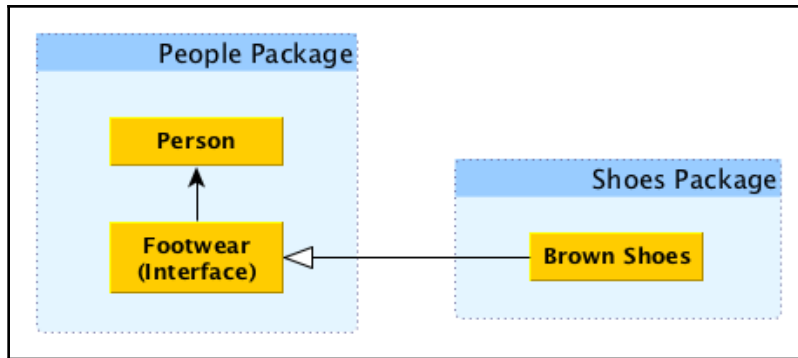 People Package
Person
Footwear
(Interface)
Shoes Package
Brown Shoes